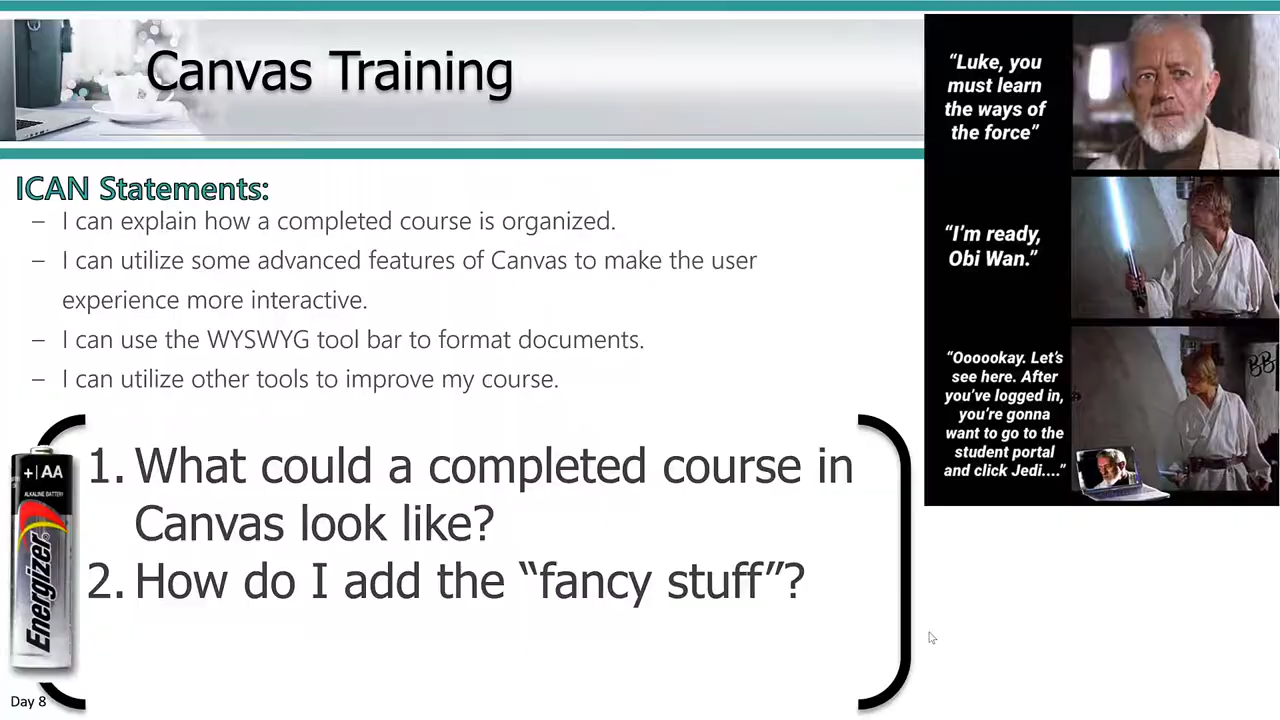 Canvas Training
ICAN Statements:
– I can explain how a completed course is organized.
– I can utilize some advanced features of Canvas to make the user
experience more interactive.
– I can use the WYSWYG tool bar to format documents.
– I can utilize other tools to improve my course.
1. What could a completed course in
Canvas look like?
2. How do I add the “fancy stuff”?
+|AA
ALKALINE BATTERY
Energizer
Day 8
“Luke, you
must learn
the ways of
the force”
“I’m ready,
Obi Wan.”
“Oooookay. Let’s
see here. After
you’ve logged in,
you’re gonna
want to go to the
student portal
and click Jedi....”
BB